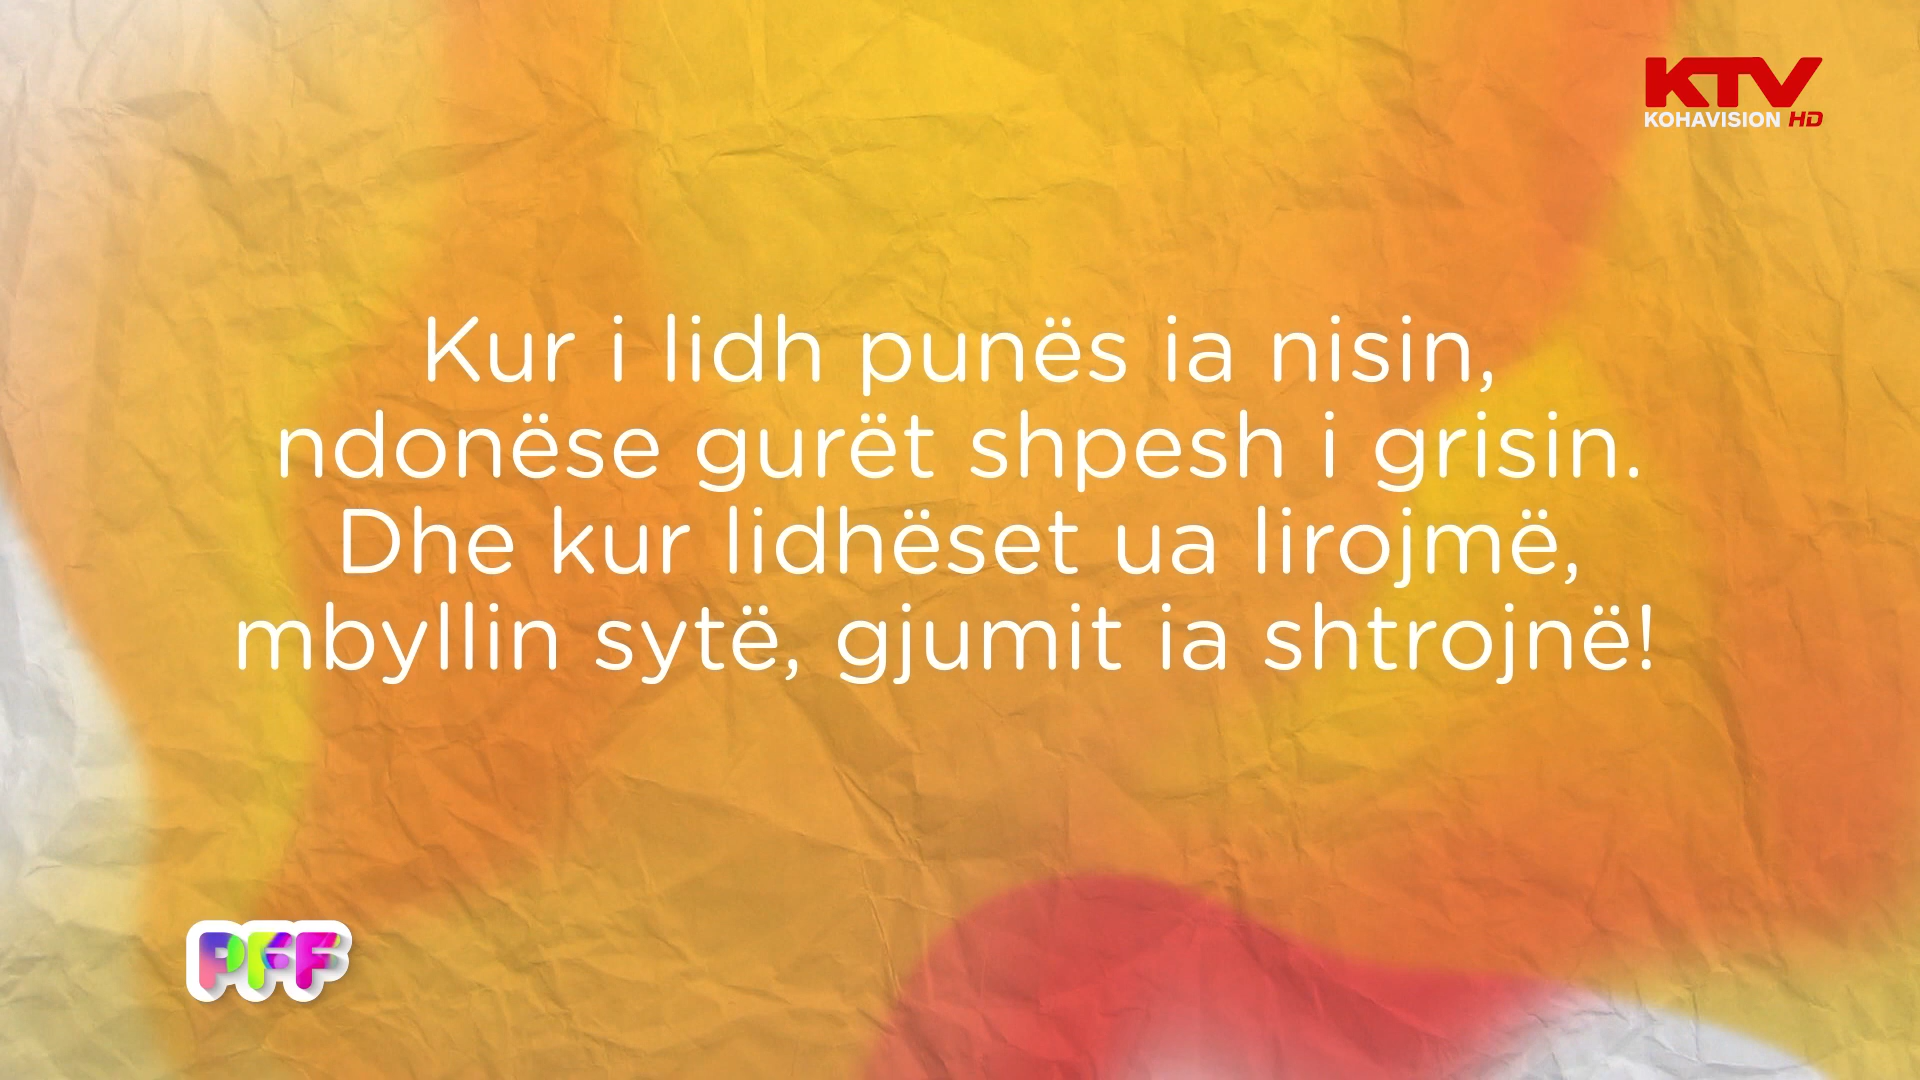 KTV
KOHAVISION HD
Kur i lidh punës ia nisin,
ndonëse gurët shpesh i grisin.
Dhe kur lidhëset ua lirojmë,
mbyllin sytë, gjumit ia shtrojnë!
PFF